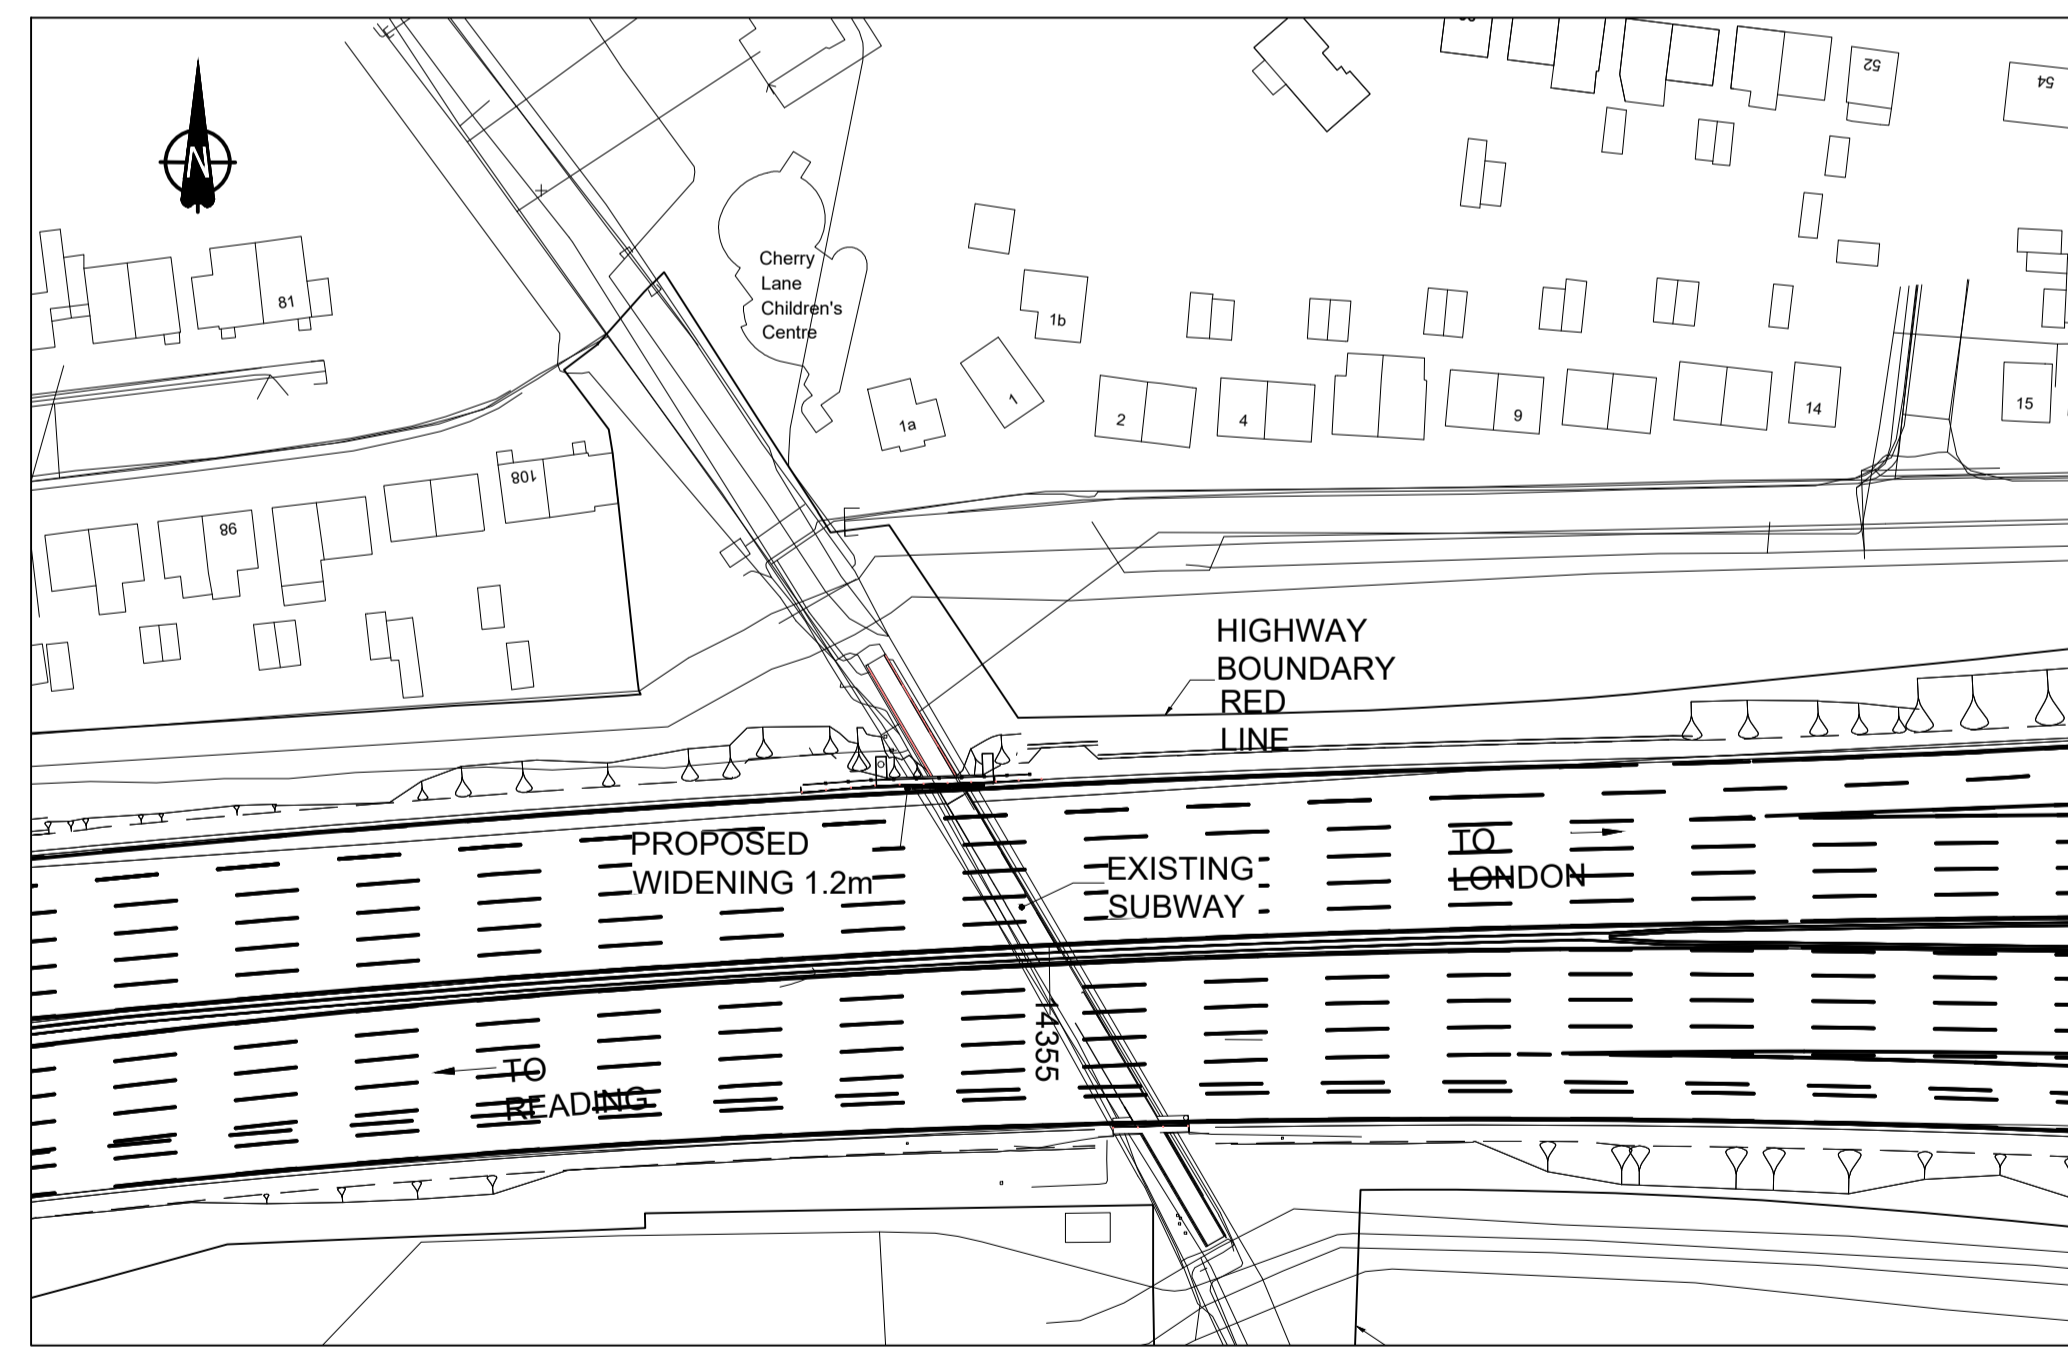 52
54
N
Cherry
Lane
Children's
Centre
81
1b
1a
1
2
4
9
14
15
108
98
HIGHWAY
BOUNDARY
RED
LINE
PROPOSED
WIDENING 1.2m
EXISTING
SUBWAY
TO
LONDON
14355
TO
READING